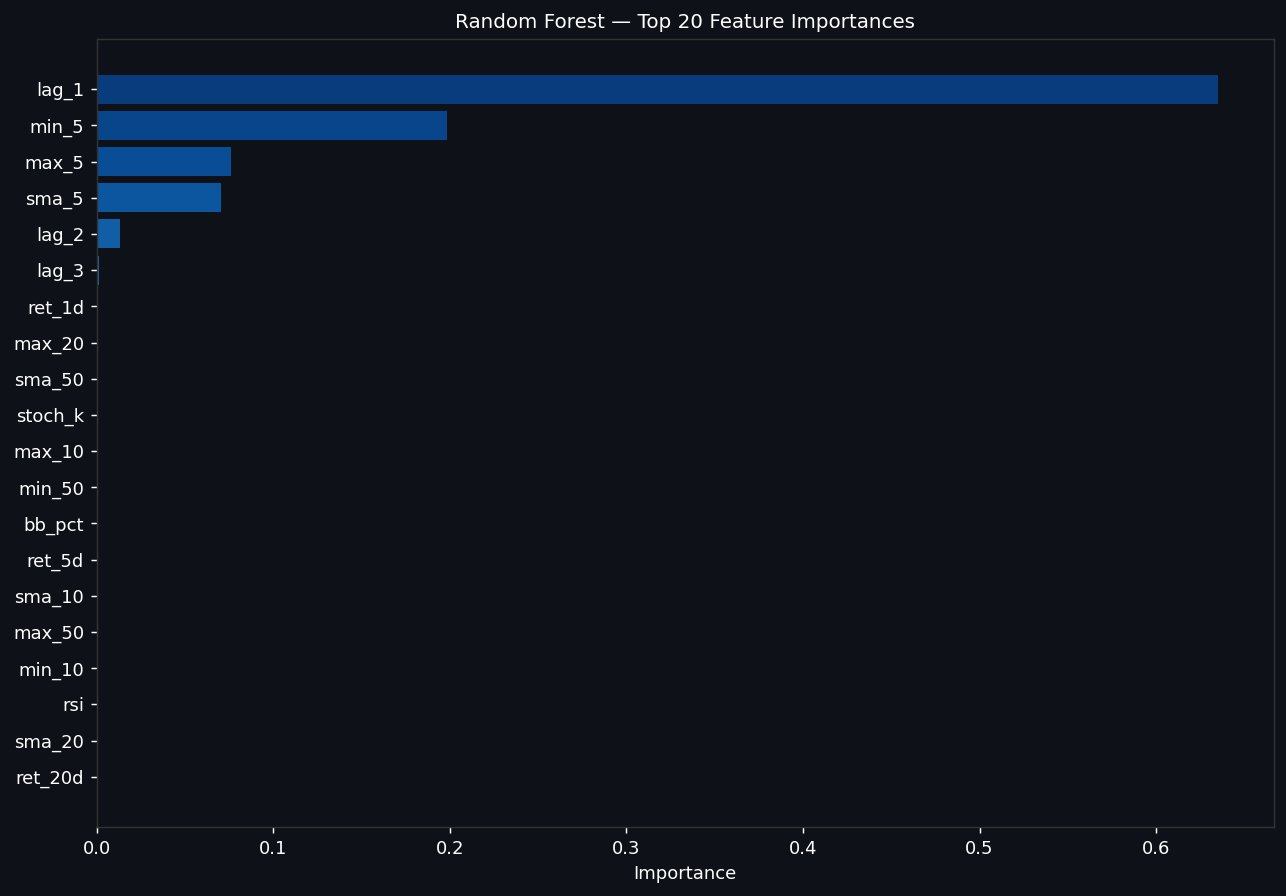 Random Forest — Top 20 Feature Importances
lag_1
min_5
max_5
sma_5
lag_2
lag_3
ret_1d
max_20
sma_50
stoch_k
max_10
min_50
bb_pct
ret_5d
sma_10
max_50
min_10
rsi
sma_20
ret_20d
0.0 0.1 0.2 0.3 0.4 0.5 0.6
Importance